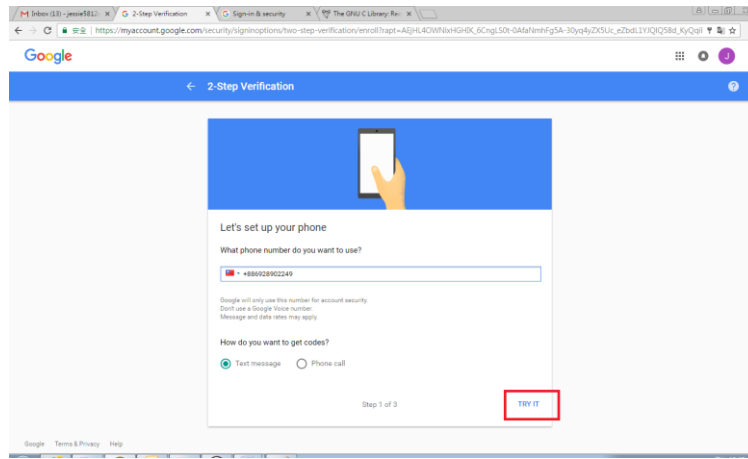 Inbox (13) - jessie5812
2-Step Verification
Sign-in & security
The GNU C Library: Re
安全 | https://myaccount.google.com/security/signinoptions/two-step-verification/enroll?rapt=
Google
J
2-Step Verification
Let's set up your phone
What phone number do you want to use?
+886928902249
Google will only use this number for account security.
Don't use a Google Voice number.
Message and data rates may apply.
How do you want to get codes?
Text message Phone call
Step 1 of 3 TRY IT
Google Terms & Privacy Help